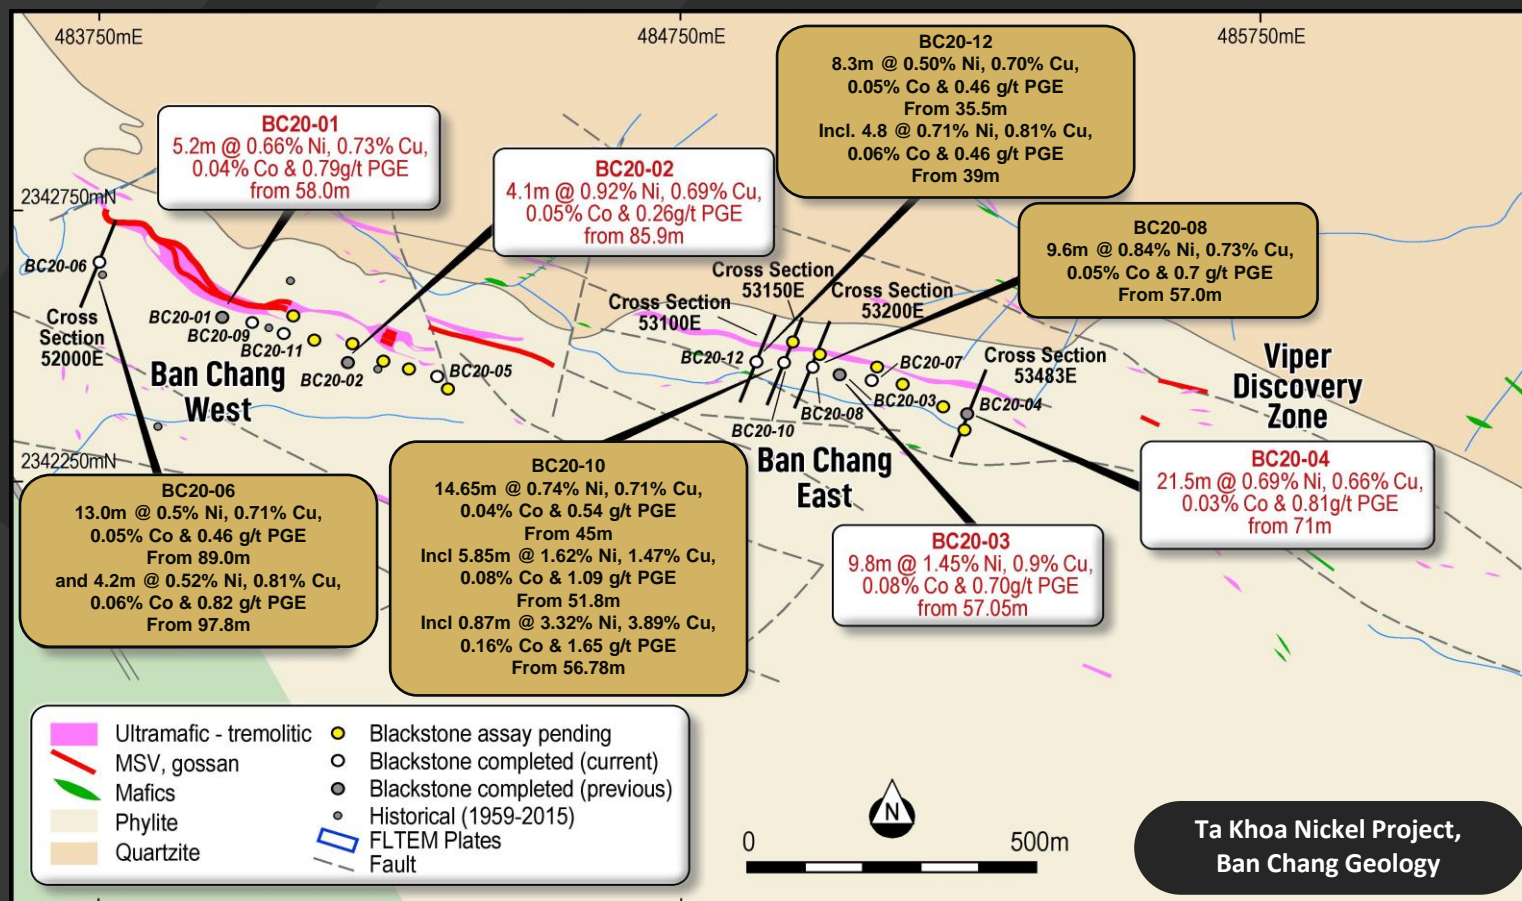 483750mE
484750mE
485750mE
BC20-12
8.3m @ 0.50% Ni, 0.70% Cu,
0.05% Co & 0.46 g/t PGE
From 35.5m
Incl. 4.8 @ 0.71% Ni, 0.81% Cu,
0.06% Co & 0.46 g/t PGE
From 39m
BC20-01
5.2m @ 0.66% Ni, 0.73% Cu,
0.04% Co & 0.79g/t PGE
from 58.0m
BC20-02
4.1m @ 0.92% Ni, 0.69% Cu,
0.05% Co & 0.26g/t PGE
from 85.9m
2342750mN
BC20-08
9.6m @ 0.84% Ni, 0.73% Cu,
0.05% Co & 0.7 g/t PGE
From 57.0m
BC20-06
Cross
Section
52000E
BC20-01
BC20-09
BC20-11
BC20-02
BC20-05
Ban Chang
West
Cross Section
53100E
Cross Section
53150E
Cross Section
53200E
BC20-12
BC20-10
BC20-08
BC20-07
BC20-03
Cross Section
53483E
BC20-04
Viper
Discovery
Zone
Ban Chang
East
2342250mN
BC20-06
13.0m @ 0.5% Ni, 0.71% Cu,
0.05% Co & 0.46 g/t PGE
From 89.0m
and 4.2m @ 0.52% Ni, 0.81% Cu,
0.06% Co & 0.82 g/t PGE
From 97.8m
BC20-10
14.65m @ 0.74% Ni, 0.71% Cu,
0.04% Co & 0.54 g/t PGE
From 45m
Incl 5.85m @ 1.62% Ni, 1.47% Cu,
0.08% Co & 1.09 g/t PGE
From 51.8m
Incl 0.87m @ 3.32% Ni, 3.89% Cu,
0.16% Co & 1.65 g/t PGE
From 56.78m
BC20-03
9.8m @ 1.45% Ni, 0.9% Cu,
0.08% Co & 0.70g/t PGE
from 57.05m
BC20-04
21.5m @ 0.69% Ni, 0.66% Cu,
0.03% Co & 0.81g/t PGE
from 71m
Ultramafic - tremolitic
MSV, gossan
Mafics
Phylite
Quartzite
Blackstone assay pending
Blackstone completed (current)
Blackstone completed (previous)
Historical (1959-2015)
FLTEM Plates
Fault
N
0 500m
Ta Khoa Nickel Project,
Ban Chang Geology